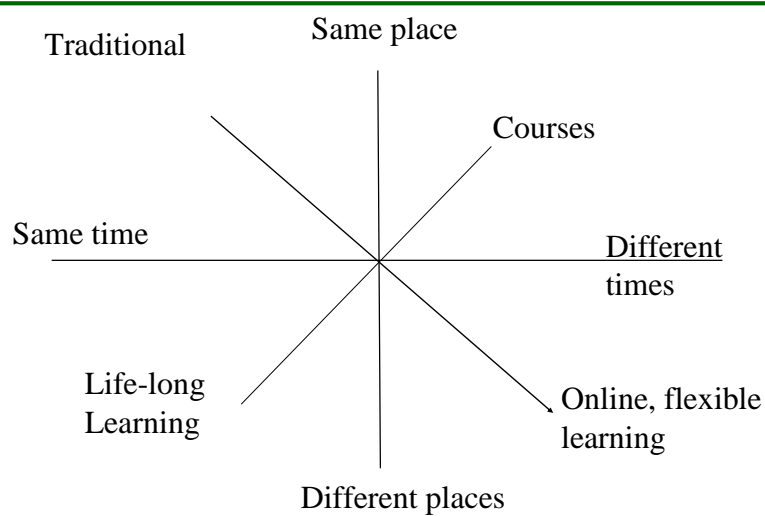 Same place
Traditional
Courses
Same time
Different
times
Life-long
Learning
Online, flexible
learning
Different places